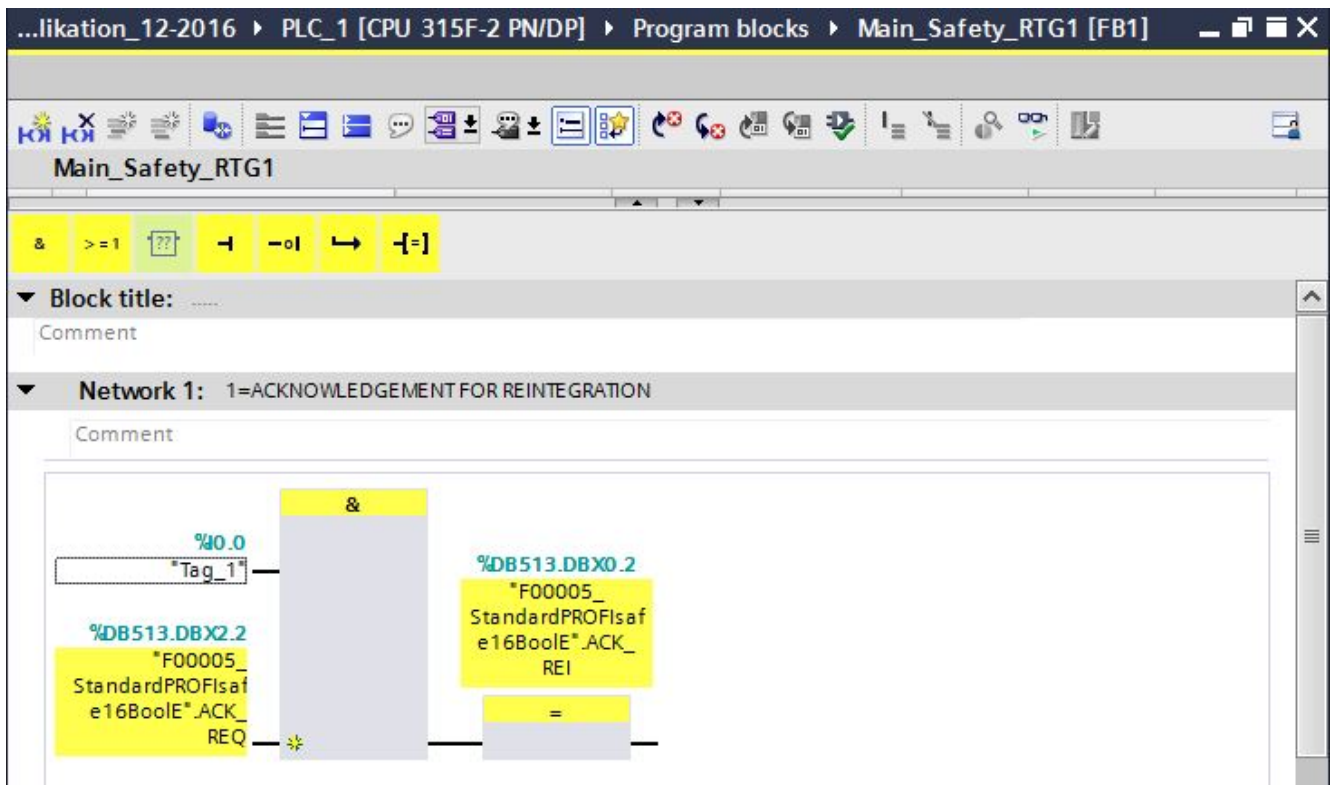 ...likation_12-2016 ▸ PLC_1 [CPU 315F-2 PN/DP] ▸ Program blocks ▸ Main_Safety_RTG1 [FB1]
Main_Safety_RTG1
& >=1 ?? ⊣ -o| ↦ -[=]
Block title: .....
Comment
Network 1: 1=ACKNOWLEDGEMENT FOR REINTEGRATION
Comment
&
%I0.0
"Tag_1"
%DB513.DBX2.2
"F00005_
StandardPROFIsaf
e16BoolE".ACK_
REQ
%DB513.DBX0.2
"F00005_
StandardPROFIsaf
e16BoolE".ACK_
REI
=